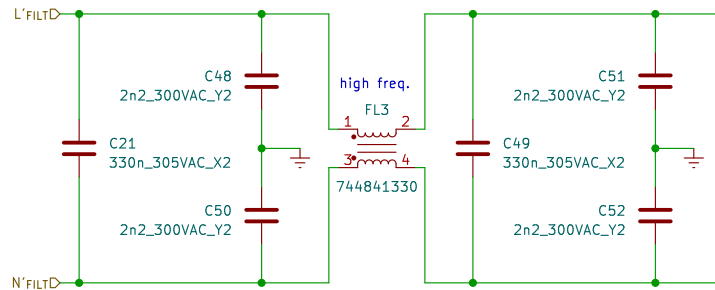 L'FILT
C48
2n2_300VAC_Y2
C51
2n2_300VAC_Y2
high freq.
FL3
1 2
C21
330n_305VAC_X2
C49
330n_305VAC_X2
3 4
744841330
C50
2n2_300VAC_Y2
C52
2n2_300VAC_Y2
N'FILT